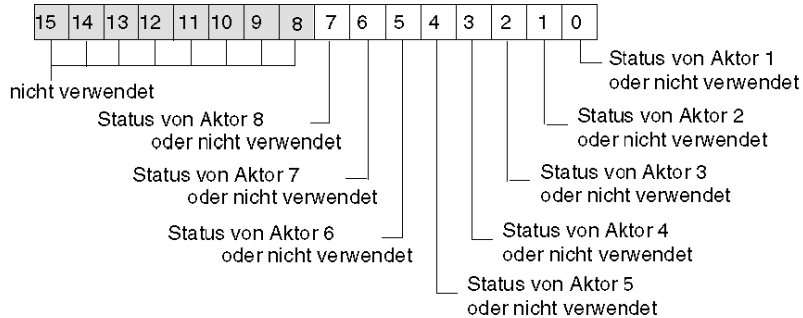 15 14 13 12 11 10 9 8 7 6 5 4 3 2 1 0
Status von Aktor 1
oder nicht verwendet
nicht verwendet
Status von Aktor 8
oder nicht verwendet
Status von Aktor 2
oder nicht verwendet
Status von Aktor 7
oder nicht verwendet
Status von Aktor 3
oder nicht verwendet
Status von Aktor 6
oder nicht verwendet
Status von Aktor 4
oder nicht verwendet
Status von Aktor 5
oder nicht verwendet